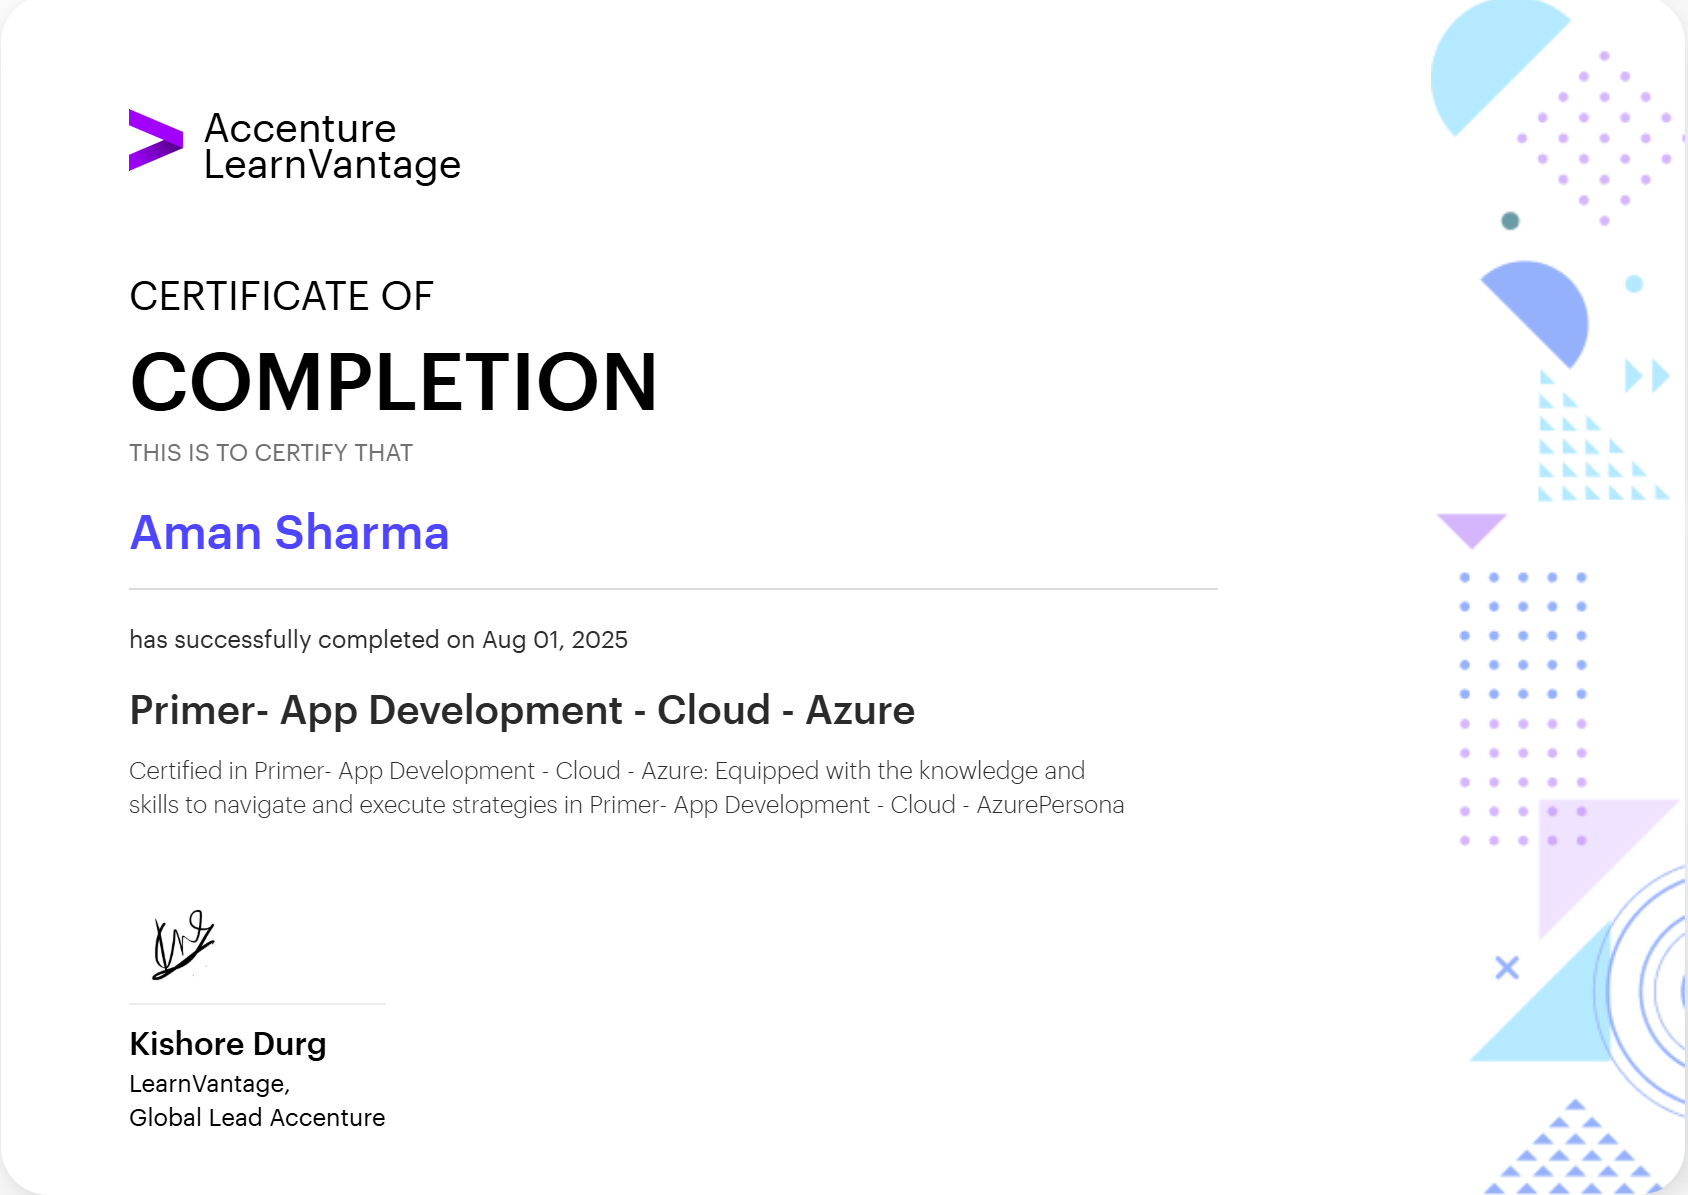 Accenture
LearnVantage
CERTIFICATE OF
COMPLETION
THIS IS TO CERTIFY THAT
Aman Sharma
has successfully completed on Aug 01, 2025
Primer- App Development - Cloud - Azure
Certified in Primer- App Development - Cloud - Azure: Equipped with the knowledge and
skills to navigate and execute strategies in Primer- App Development - Cloud - AzurePersona
Kishore Durg
LearnVantage,
Global Lead Accenture